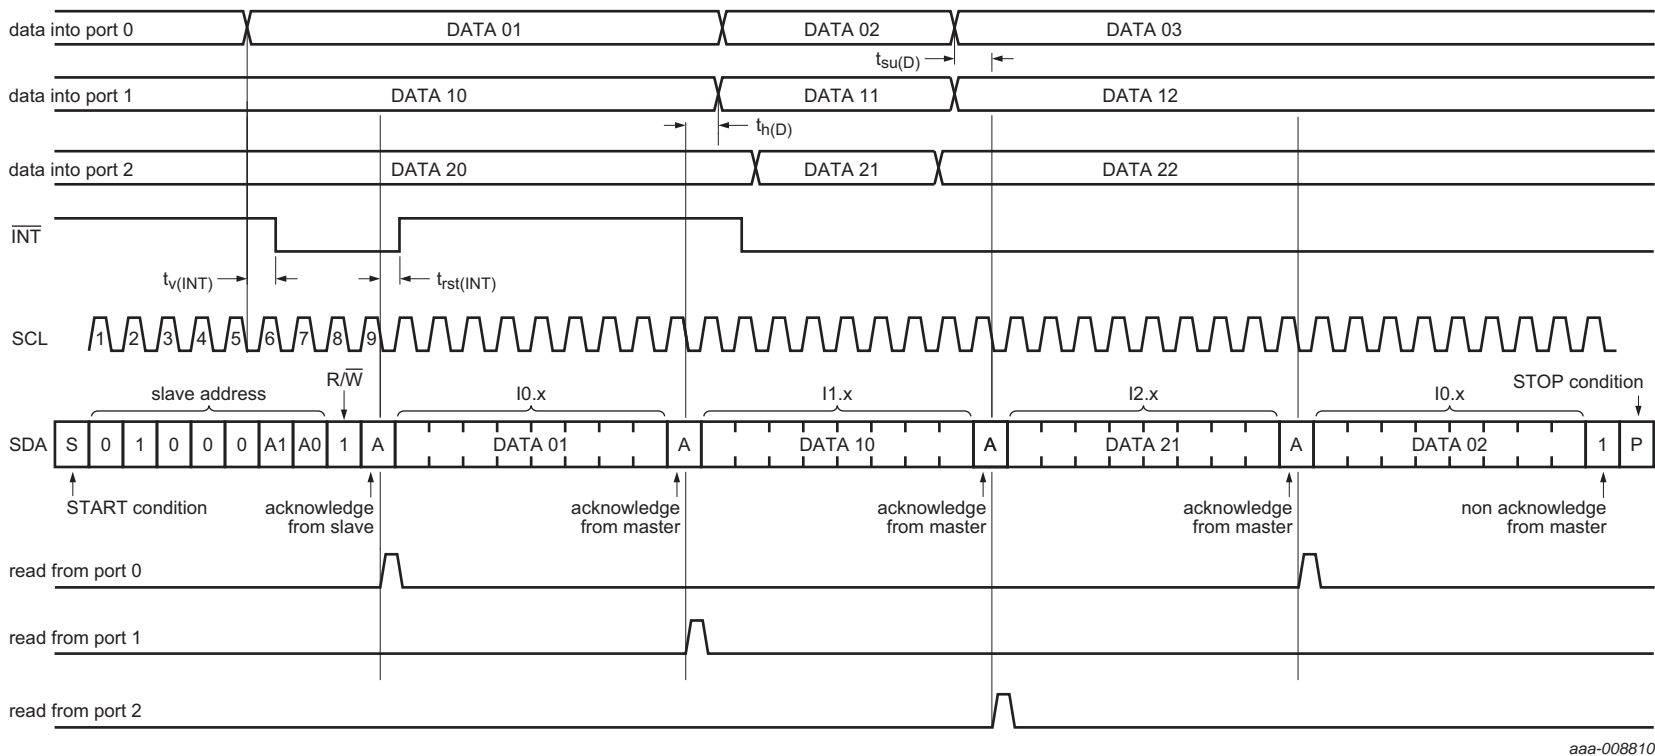 data into port 0 DATA 01 DATA 02 DATA 03
tsu(D)
data into port 1 DATA 10 DATA 11 DATA 12
th(D)
data into port 2 DATA 20 DATA 21 DATA 22
INT
tv(INT) trst(INT)
SCL 1 2 3 4 5 6 7 8 9
R/W STOP condition
slave address I0.x I1.x I2.x I0.x
SDA S 0 1 0 0 0 A1 A0 1 A DATA 01 A DATA 10 A DATA 21 A DATA 02 1 P
START condition acknowledge from slave acknowledge from master acknowledge from master acknowledge from master non acknowledge from master
read from port 0
read from port 1
read from port 2
aaa-008810